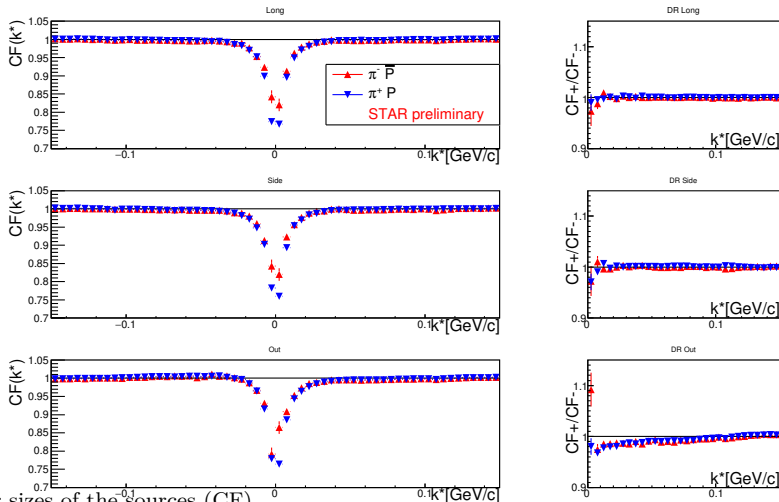 Long
CF(k*)
1.05
1
0.95
0.9
0.85
0.8
0.75
0.7
π⁻ P̅
π⁺ P
STAR preliminary
−0.1
0
0.1
k*[GeV/c]
DR Long
CF+/CF-
1.1
1
0.9
0
0.1
k*[GeV/c]
Side
CF(k*)
1.05
1
0.95
0.9
0.85
0.8
0.75
0.7
−0.1
0
0.1
k*[GeV/c]
DR Side
CF+/CF-
1.1
1
0.9
0
0.1
k*[GeV/c]
Out
CF(k*)
1.05
1
0.95
0.9
0.85
0.8
0.75
0.7
−0.1
0
0.1
k*[GeV/c]
DR Out
CF+/CF-
1.1
1
0.9
0
0.1
k*[GeV/c]
sizes of the sources (CF)